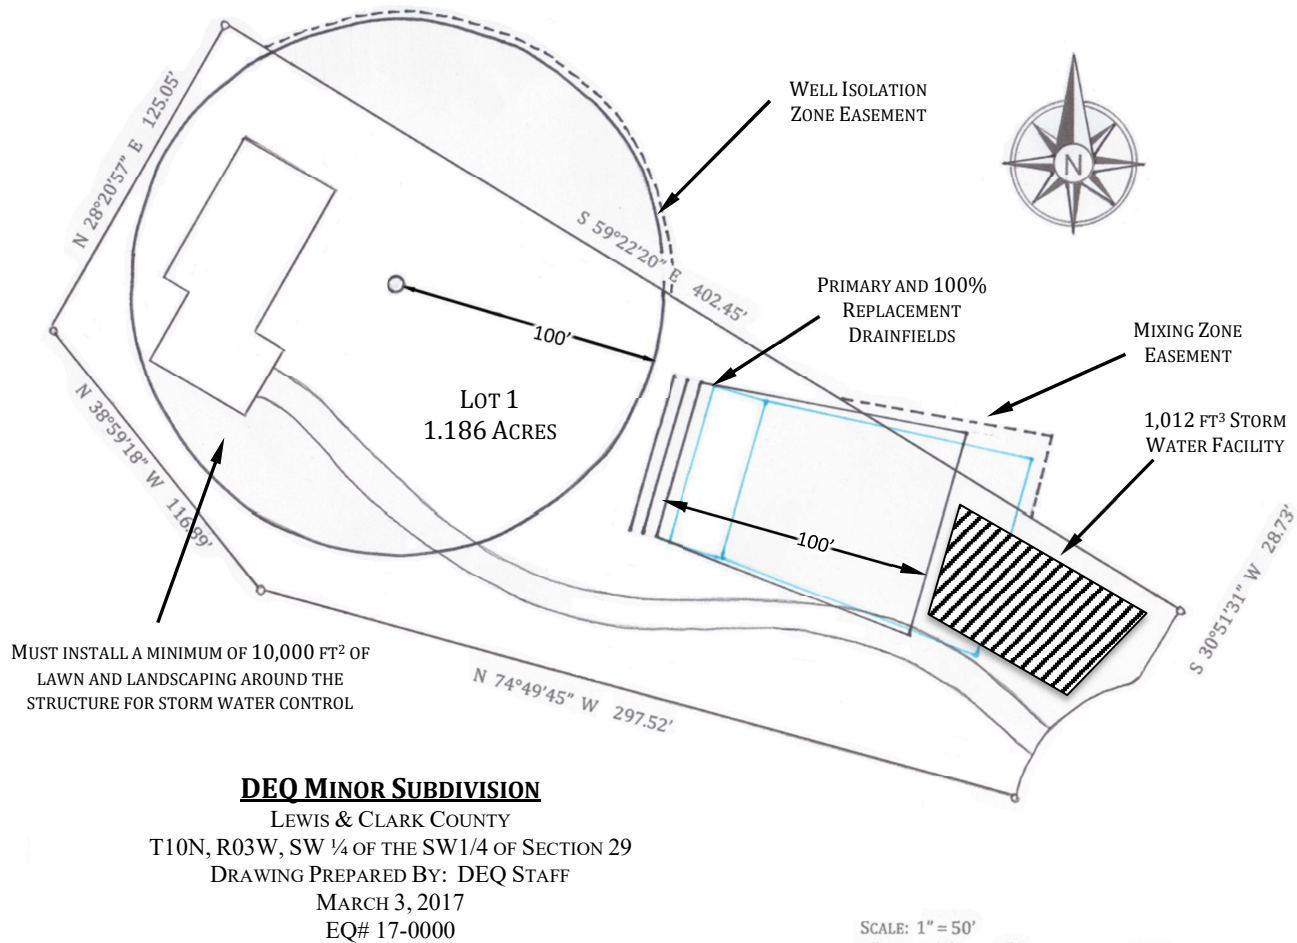 WELL ISOLATION
ZONE EASEMENT
N
N 28°20'57" E 125.05'
S 59°22'20" E 402.45'
PRIMARY AND 100%
REPLACEMENT
DRAINFIELDS
MIXING ZONE
EASEMENT
100'
LOT 1
1.186 ACRES
1,012 FT³ STORM
WATER FACILITY
N 38°59'18" W 116.89'
100'
S 30°51'31" W 28.73'
MUST INSTALL A MINIMUM OF 10,000 FT² OF
LAWN AND LANDSCAPING AROUND THE
STRUCTURE FOR STORM WATER CONTROL
N 74°49'45" W 297.52'
DEQ MINOR SUBDIVISION
LEWIS & CLARK COUNTY
T10N, R03W, SW ¼ OF THE SW1/4 OF SECTION 29
DRAWING PREPARED BY: DEQ STAFF
MARCH 3, 2017
EQ# 17-0000
SCALE: 1" = 50'